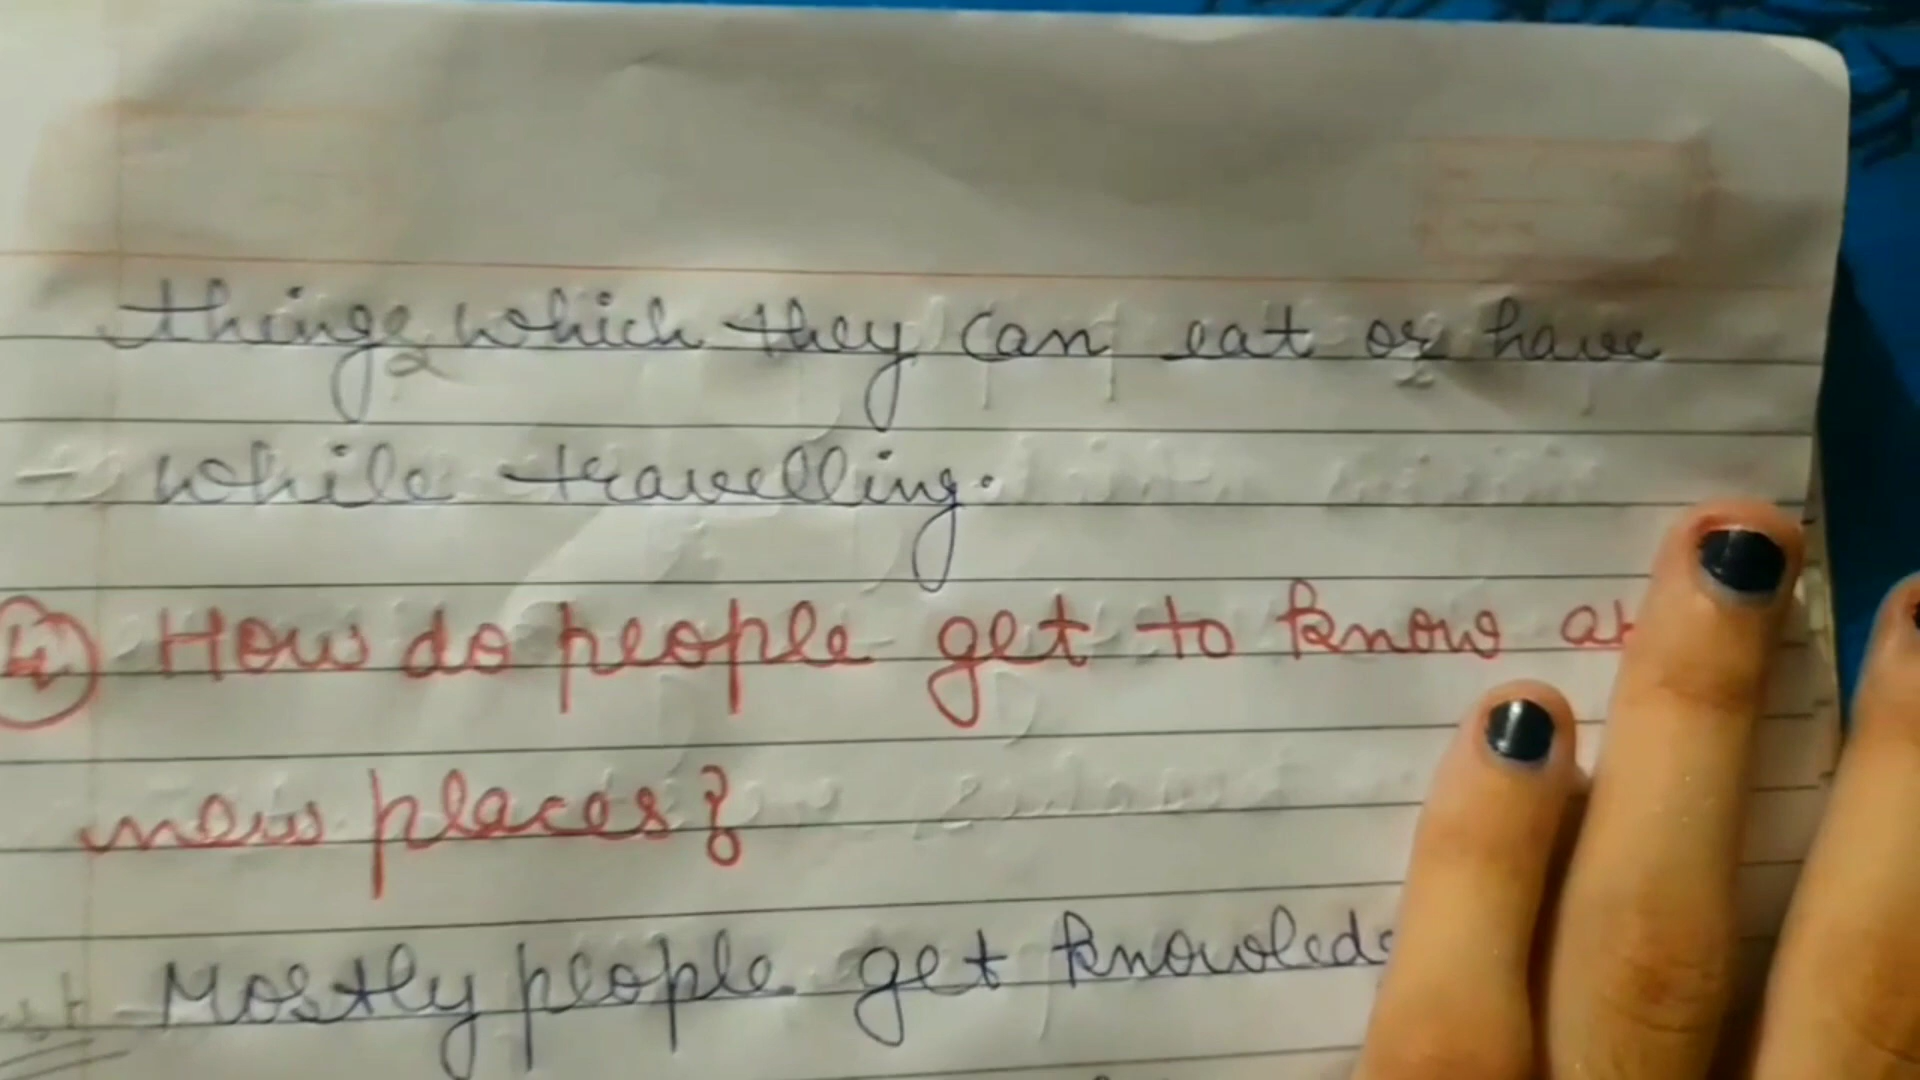 things which they can eat or have
while travelling.
4 How do people get to know
new places?
Mostly people get